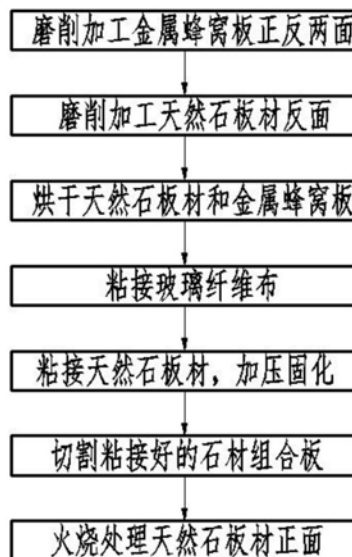 磨削加工金属蜂窝板正反两面
磨削加工天然石板材反面
烘干天然石板材和金属蜂窝板
粘接玻璃纤维布
粘接天然石板材，加压固化
切割粘接好的石材组合板
火烧处理天然石板材正面